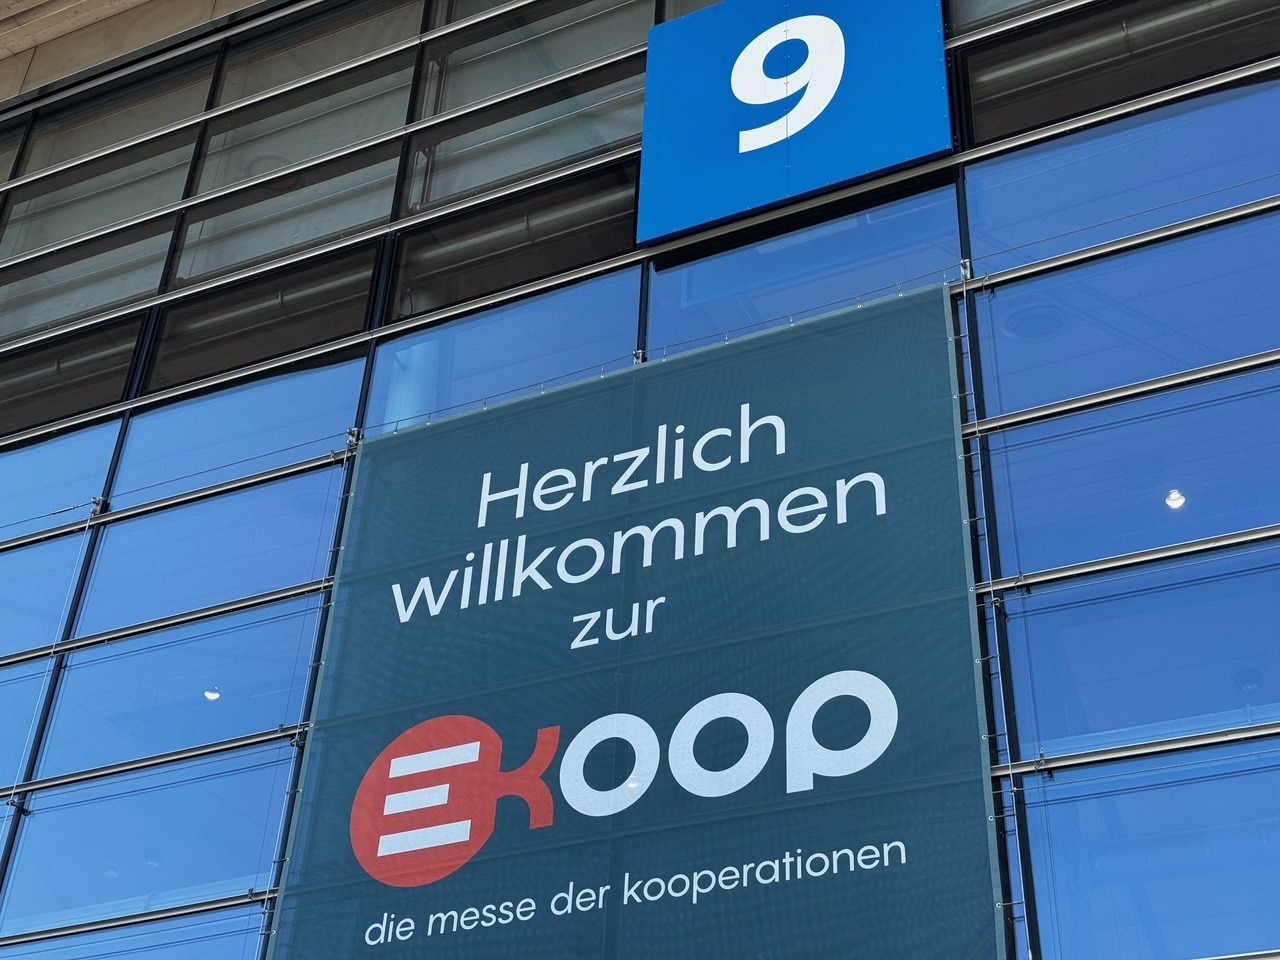 9
Herzlich
willkommen
zur
Ekoop
die messe der kooperationen